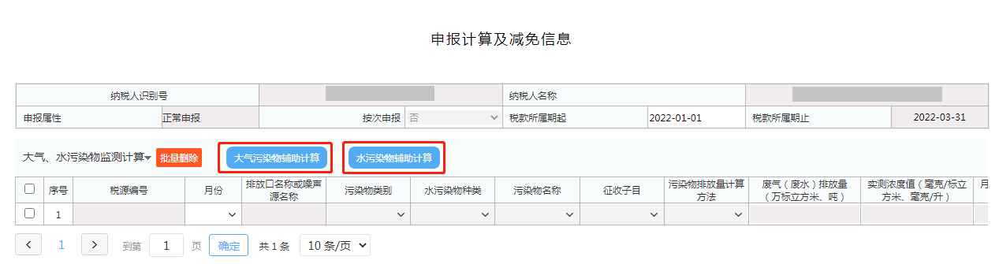 申报计算及减免信息
纳税人识别号 纳税人名称
申报属性 正常申报 按次申报 否 税款所属期起 2022-01-01 税款所属期止 2022-03-31
大气、水污染物监测计算 批量删除 大气污染物辅助计算 水污染物辅助计算
序号 税源编号 月份 排放口名称或噪声源名称 污染物类别 水污染物种类 污染物名称 征收子目 污染物排放量计算方法 废气（废水）排放量（万标立方米、吨） 实测浓度值（毫克/标立方米、毫克/升） 月
1
< 1 > 到第 1 页 确定 共 1 条 10 条/页